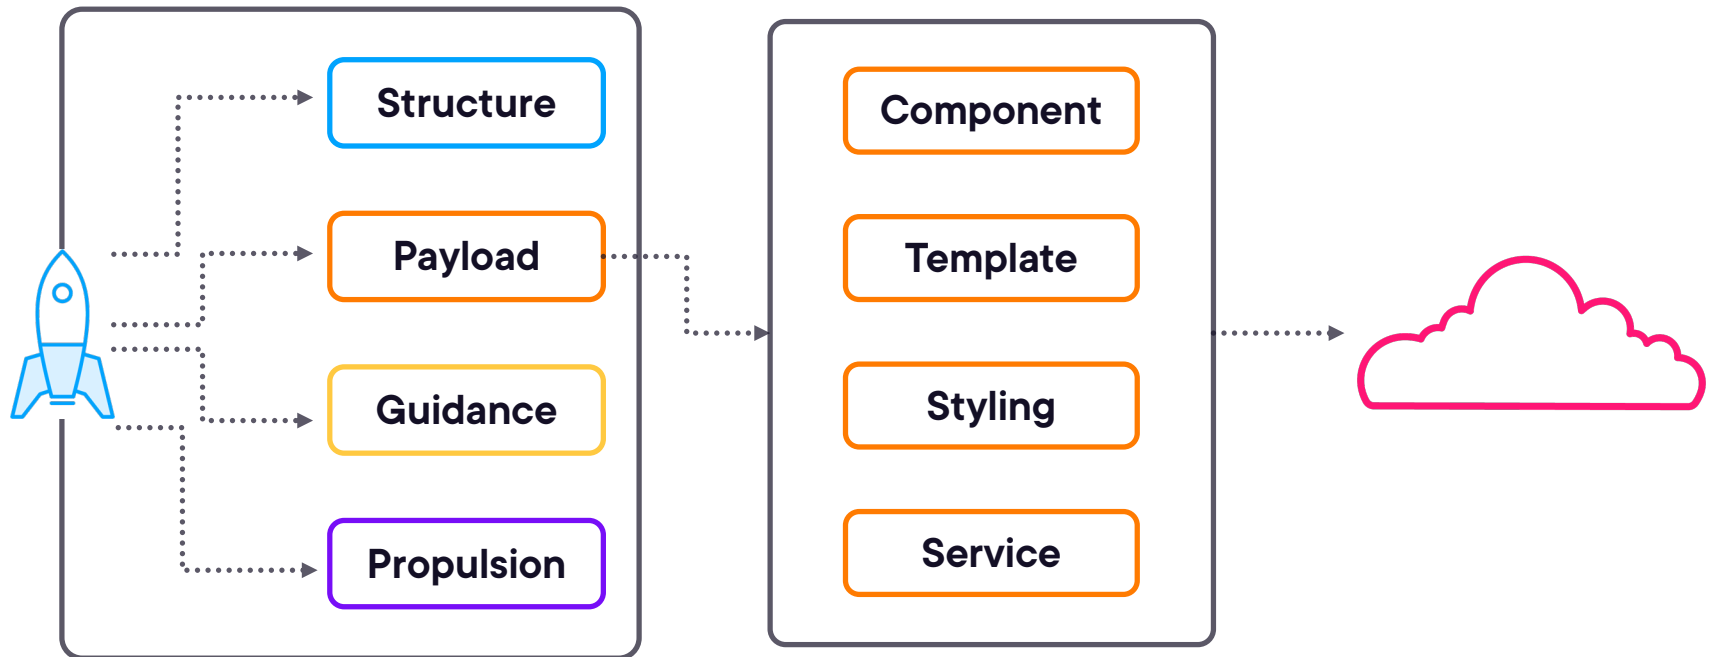 Structure
Payload
Guidance
Propulsion
Component
Template
Styling
Service